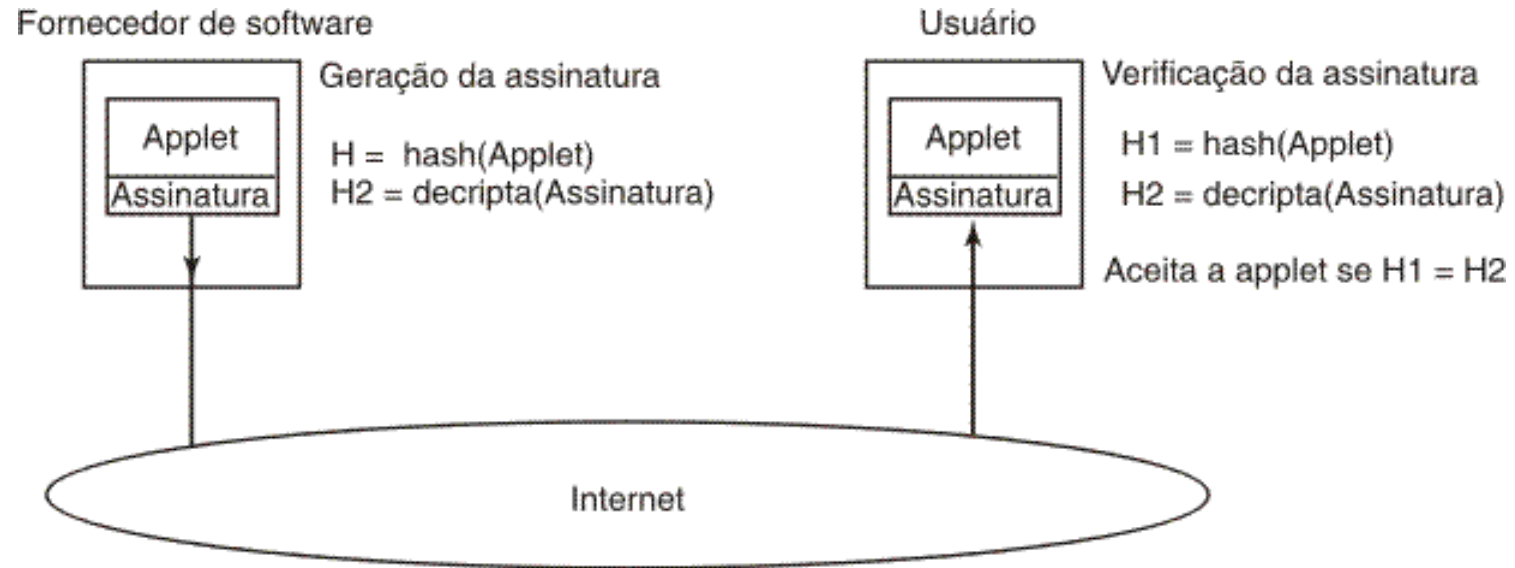 Fornecedor de software
Geração da assinatura
Applet
Assinatura
H = hash(Applet)
H2 = decripta(Assinatura)
Usuário
Verificação da assinatura
Applet
Assinatura
H1 = hash(Applet)
H2 = decripta(Assinatura)
Aceita a applet se H1 = H2
Internet